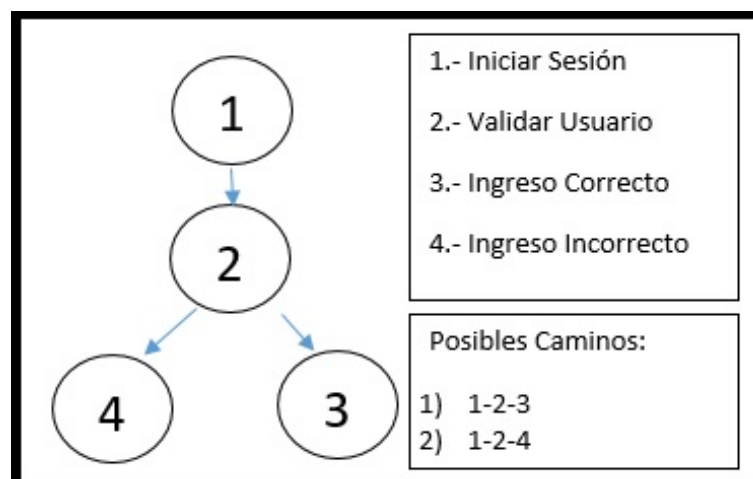 1
2
4
3
1.- Iniciar Sesión
2.- Validar Usuario
3.- Ingreso Correcto
4.- Ingreso Incorrecto
Posibles Caminos:
1) 1-2-3
2) 1-2-4